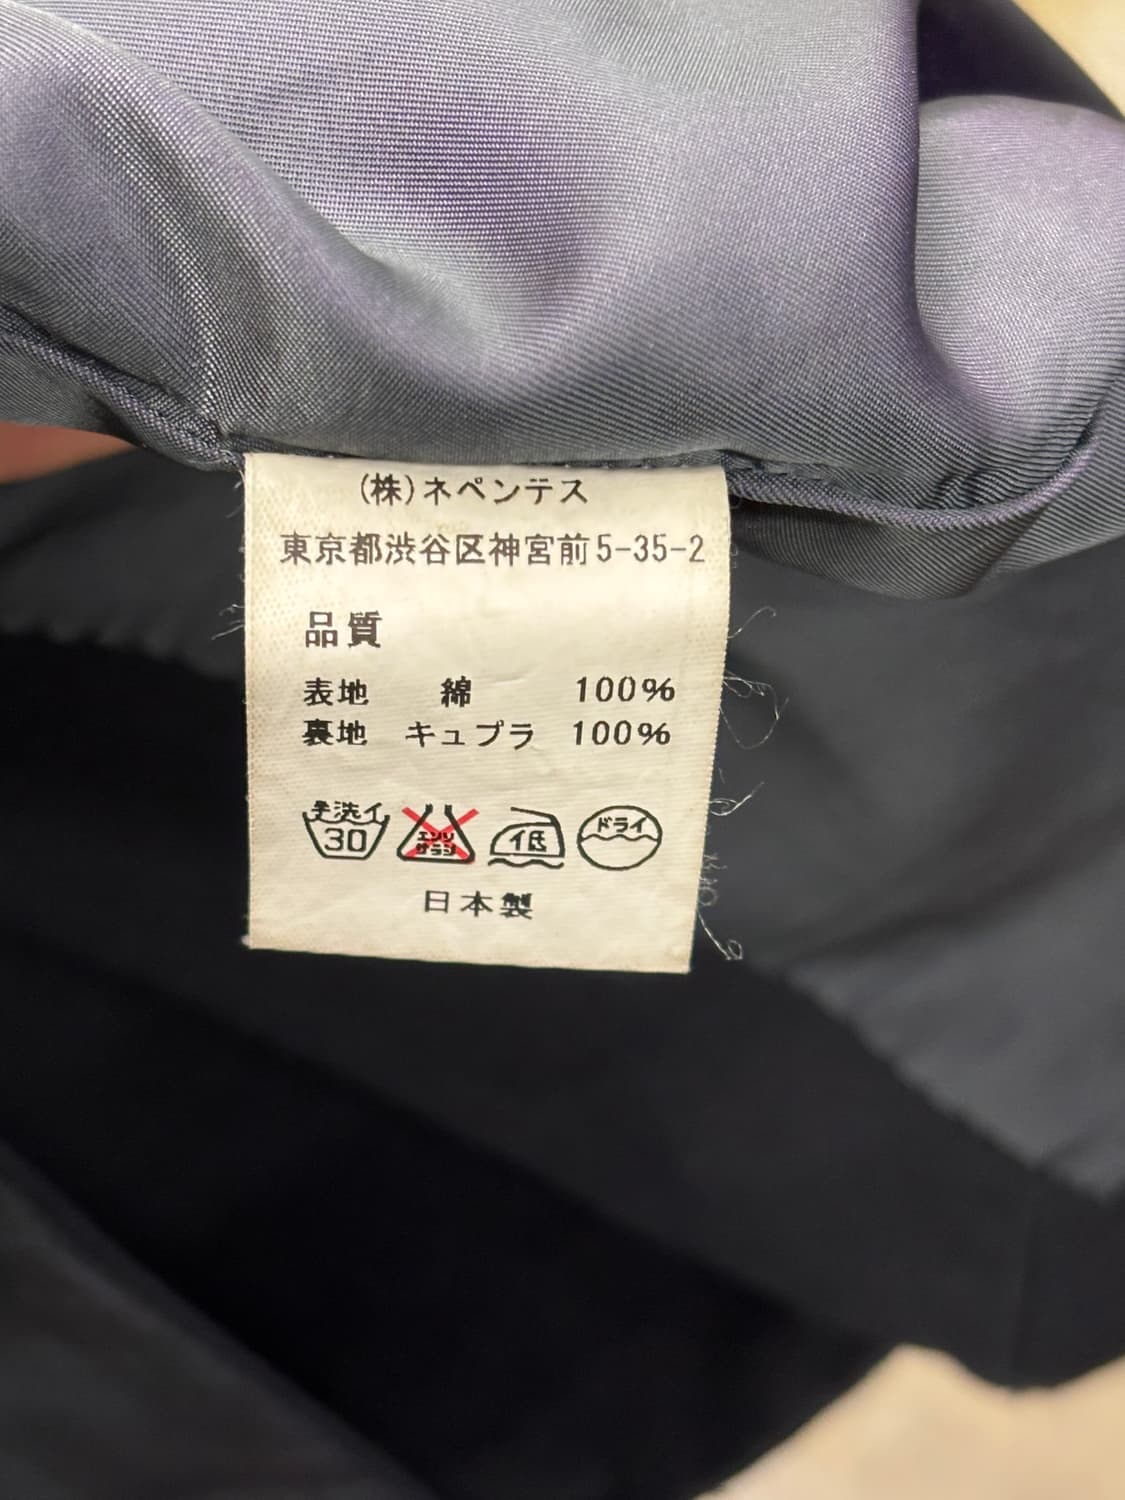 (株)ネペンテス
東京都渋谷区神宮前5-35-2
品質
表地 綿 100%
裏地 キュプラ 100%
手洗イ 30 エンソサラシ 低 ドライ
日本製